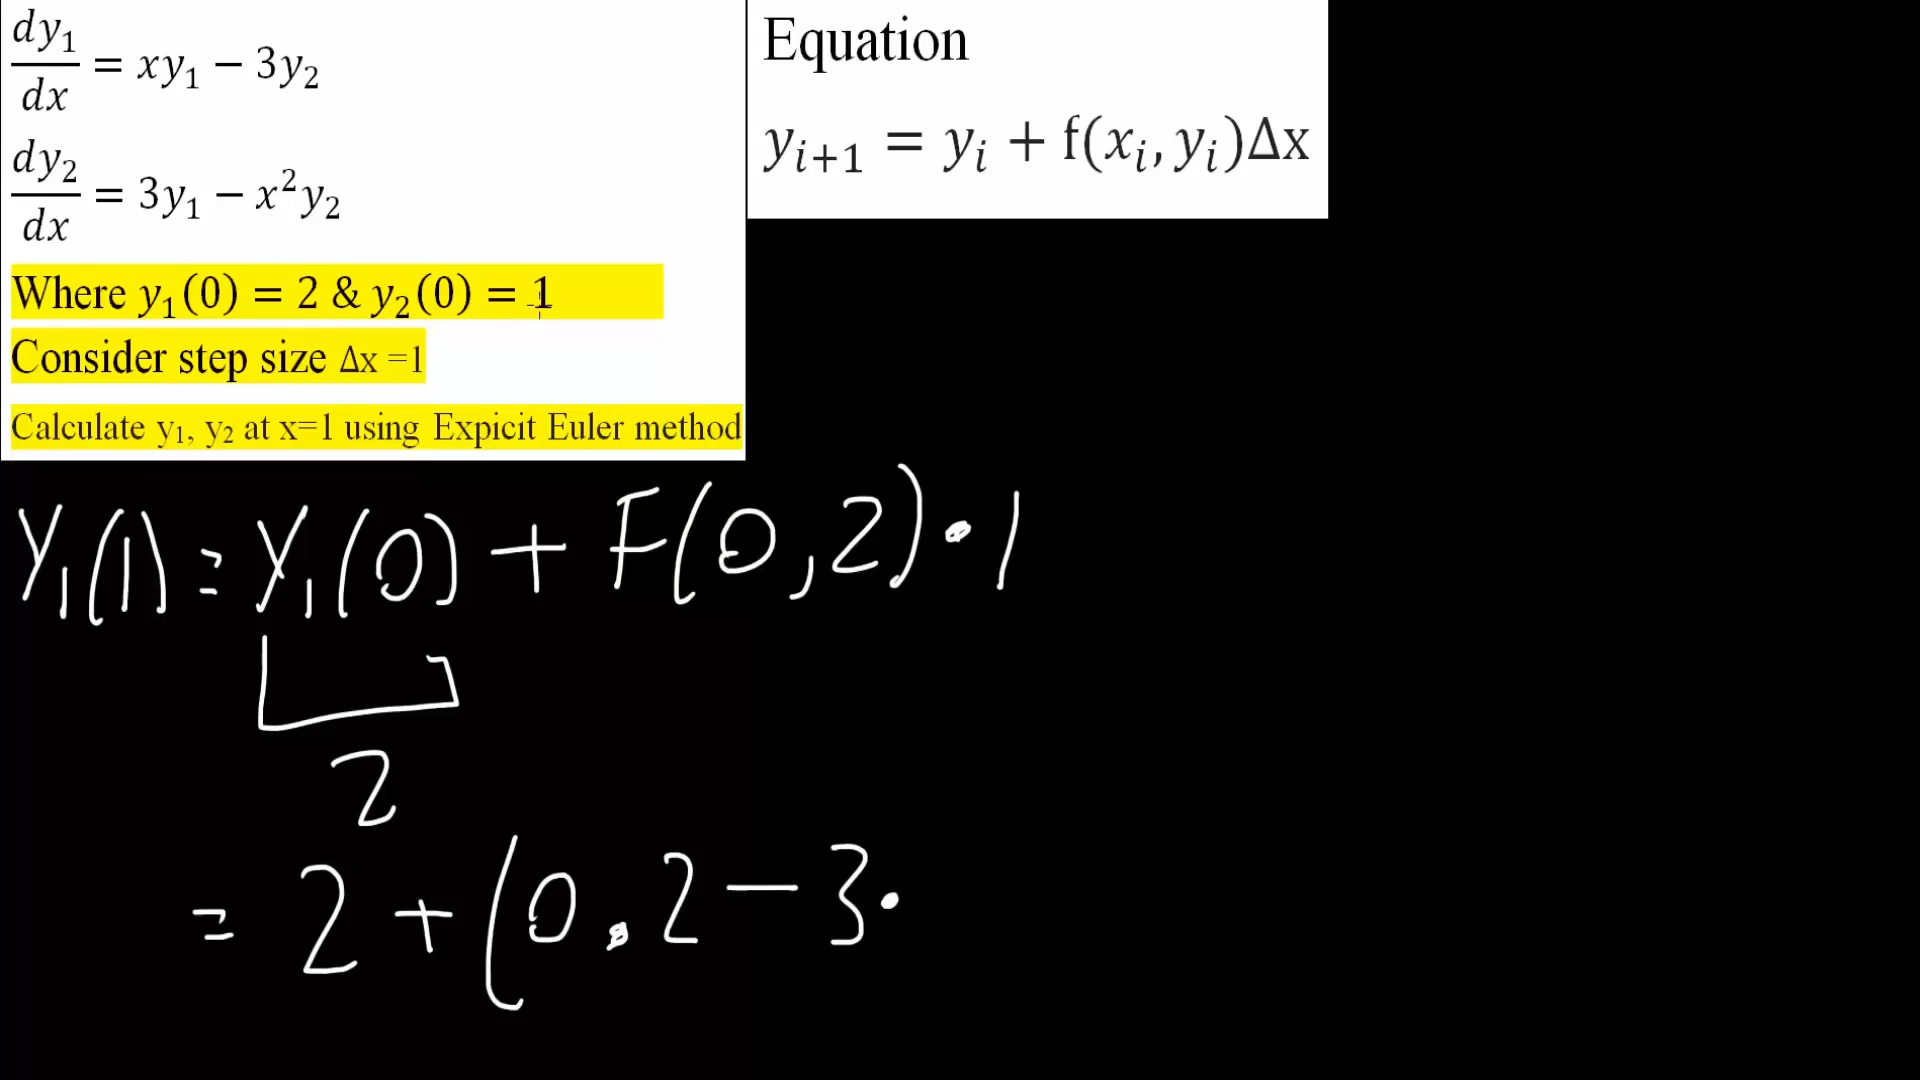 dy₁/dx = xy₁ − 3y₂
dy₂/dx = 3y₁ − x²y₂
Where y₁(0) = 2 & y₂(0) = 1
Consider step size Δx =1
Calculate y₁, y₂ at x=1 using Expicit Euler method
Equation
yᵢ₊₁ = yᵢ + f(xᵢ, yᵢ)Δx
Y₁(1) = Y₁(0) + F(0,2)·1
2
= 2 + (0.2 − 3·